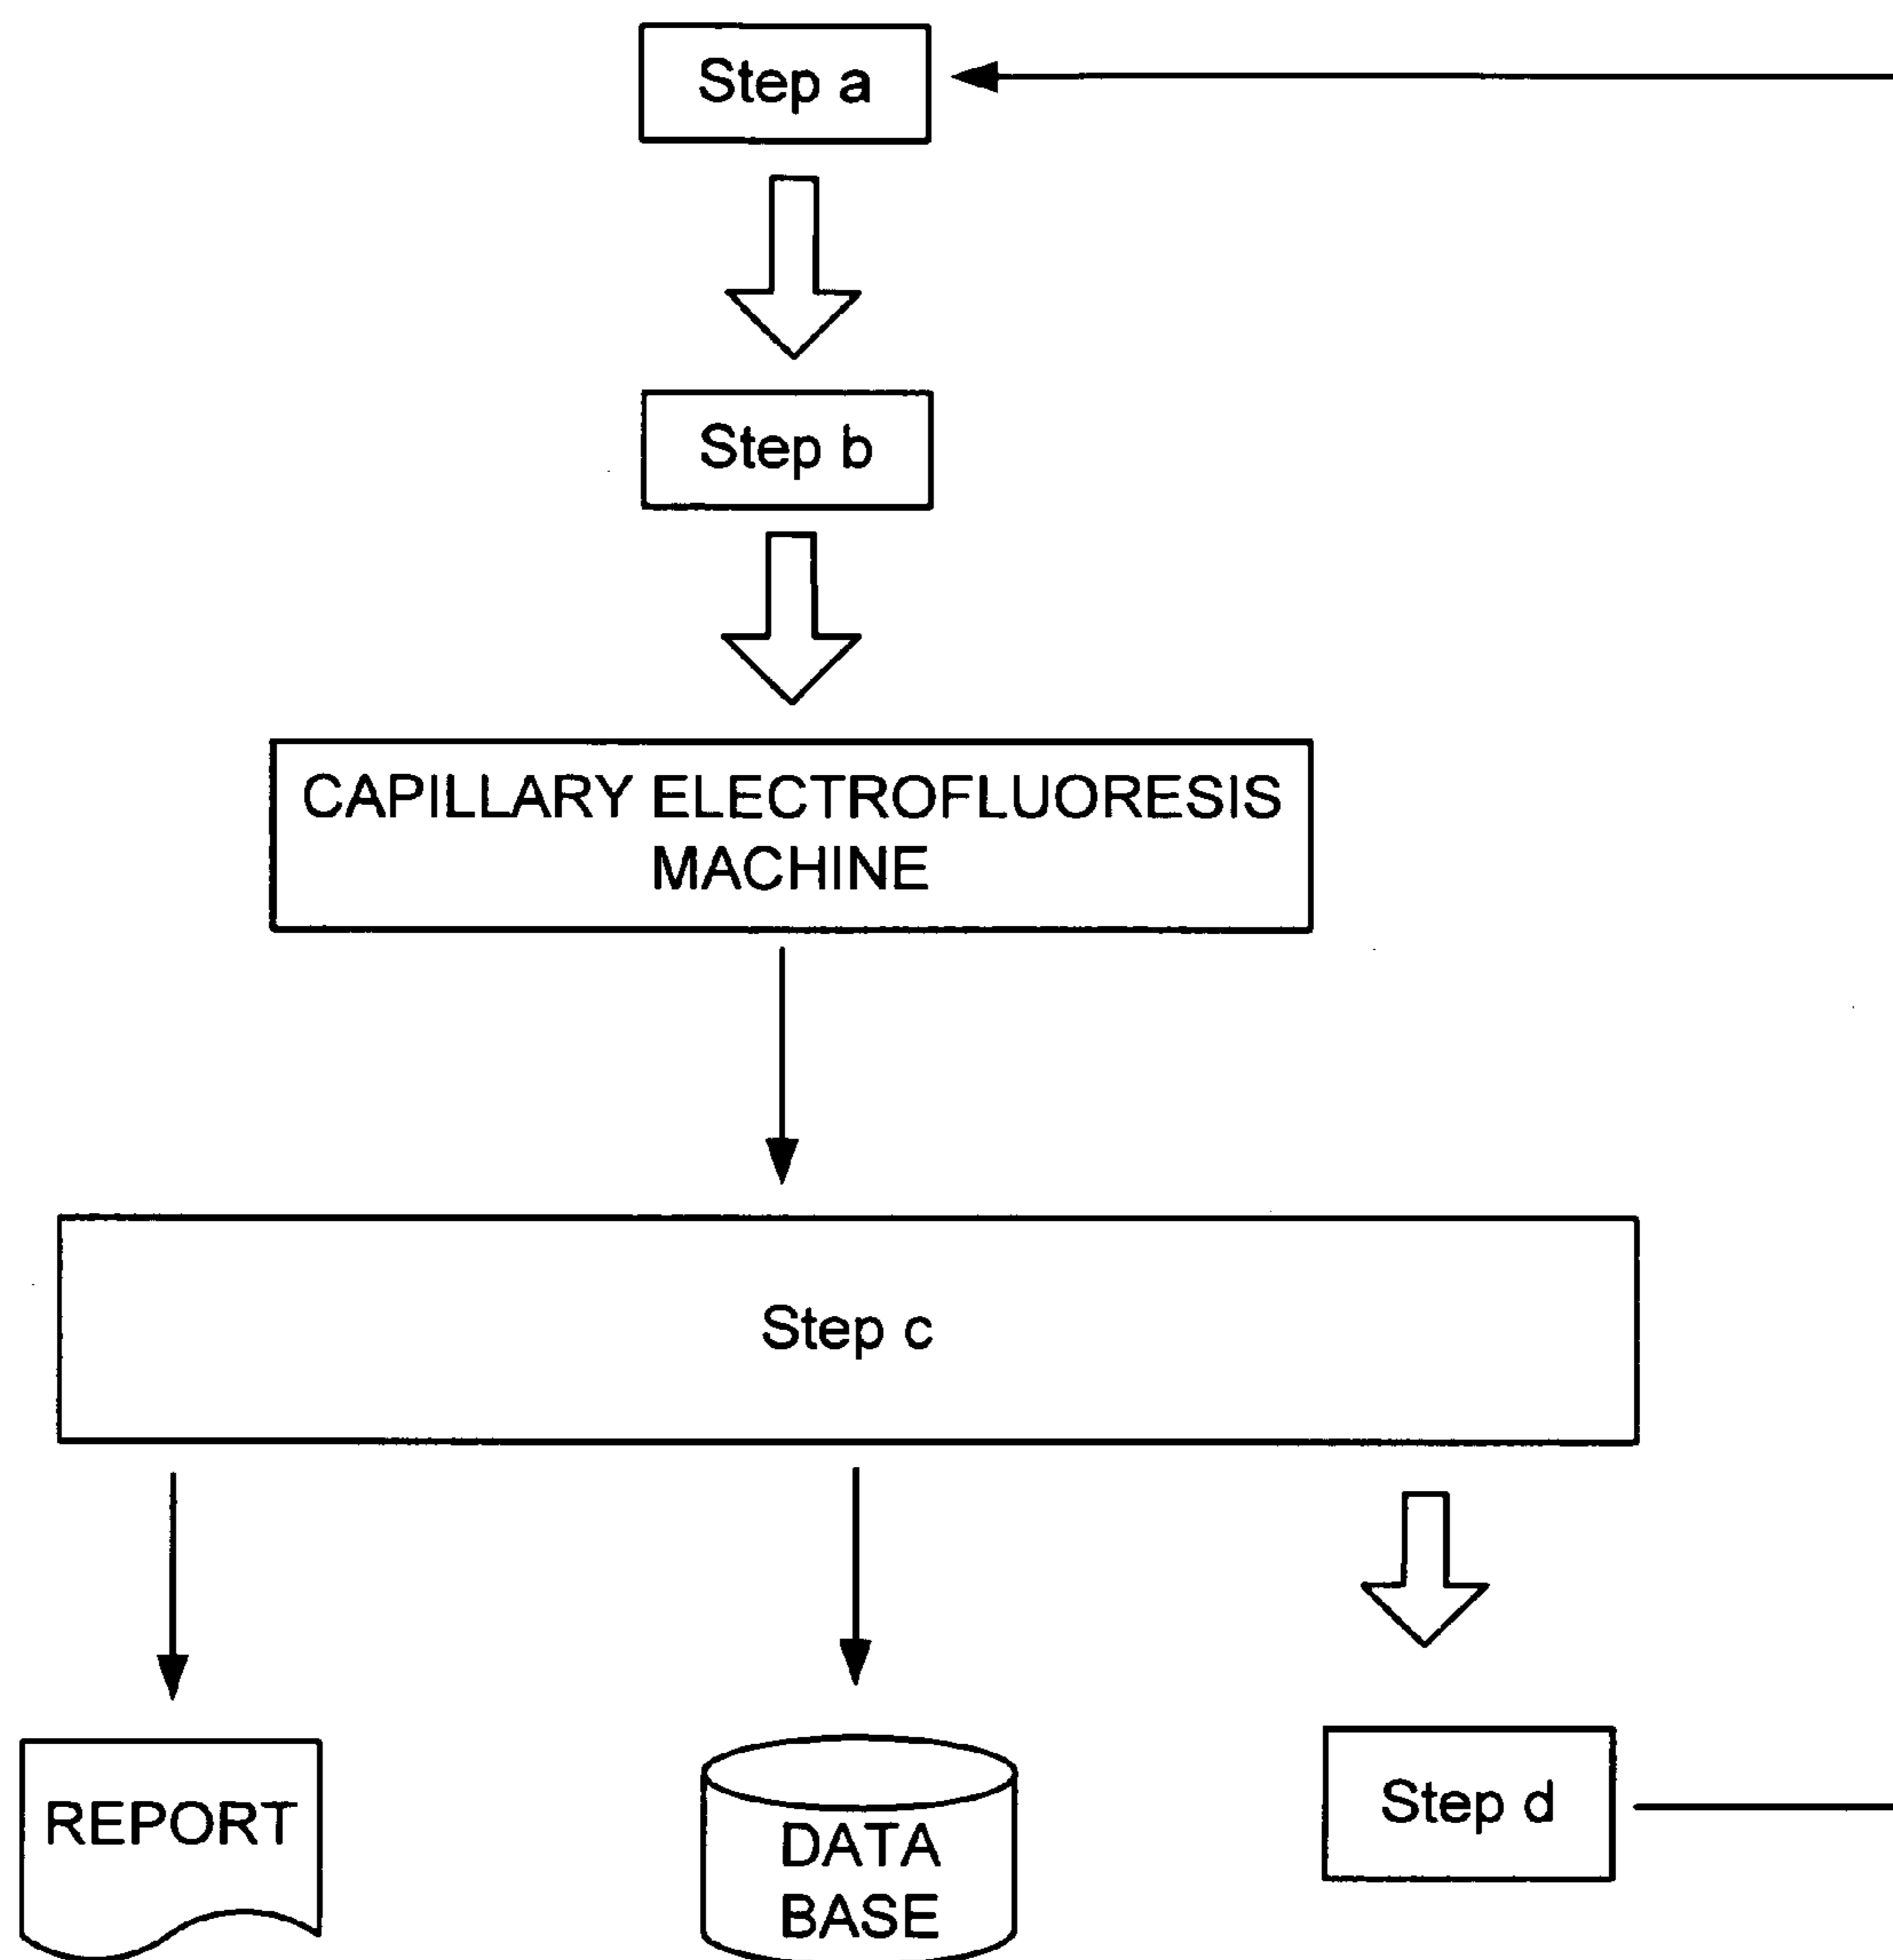 Step a
Step b
CAPILLARY ELECTROFLUORESIS
MACHINE
Step c
REPORT
DATA
BASE
Step d